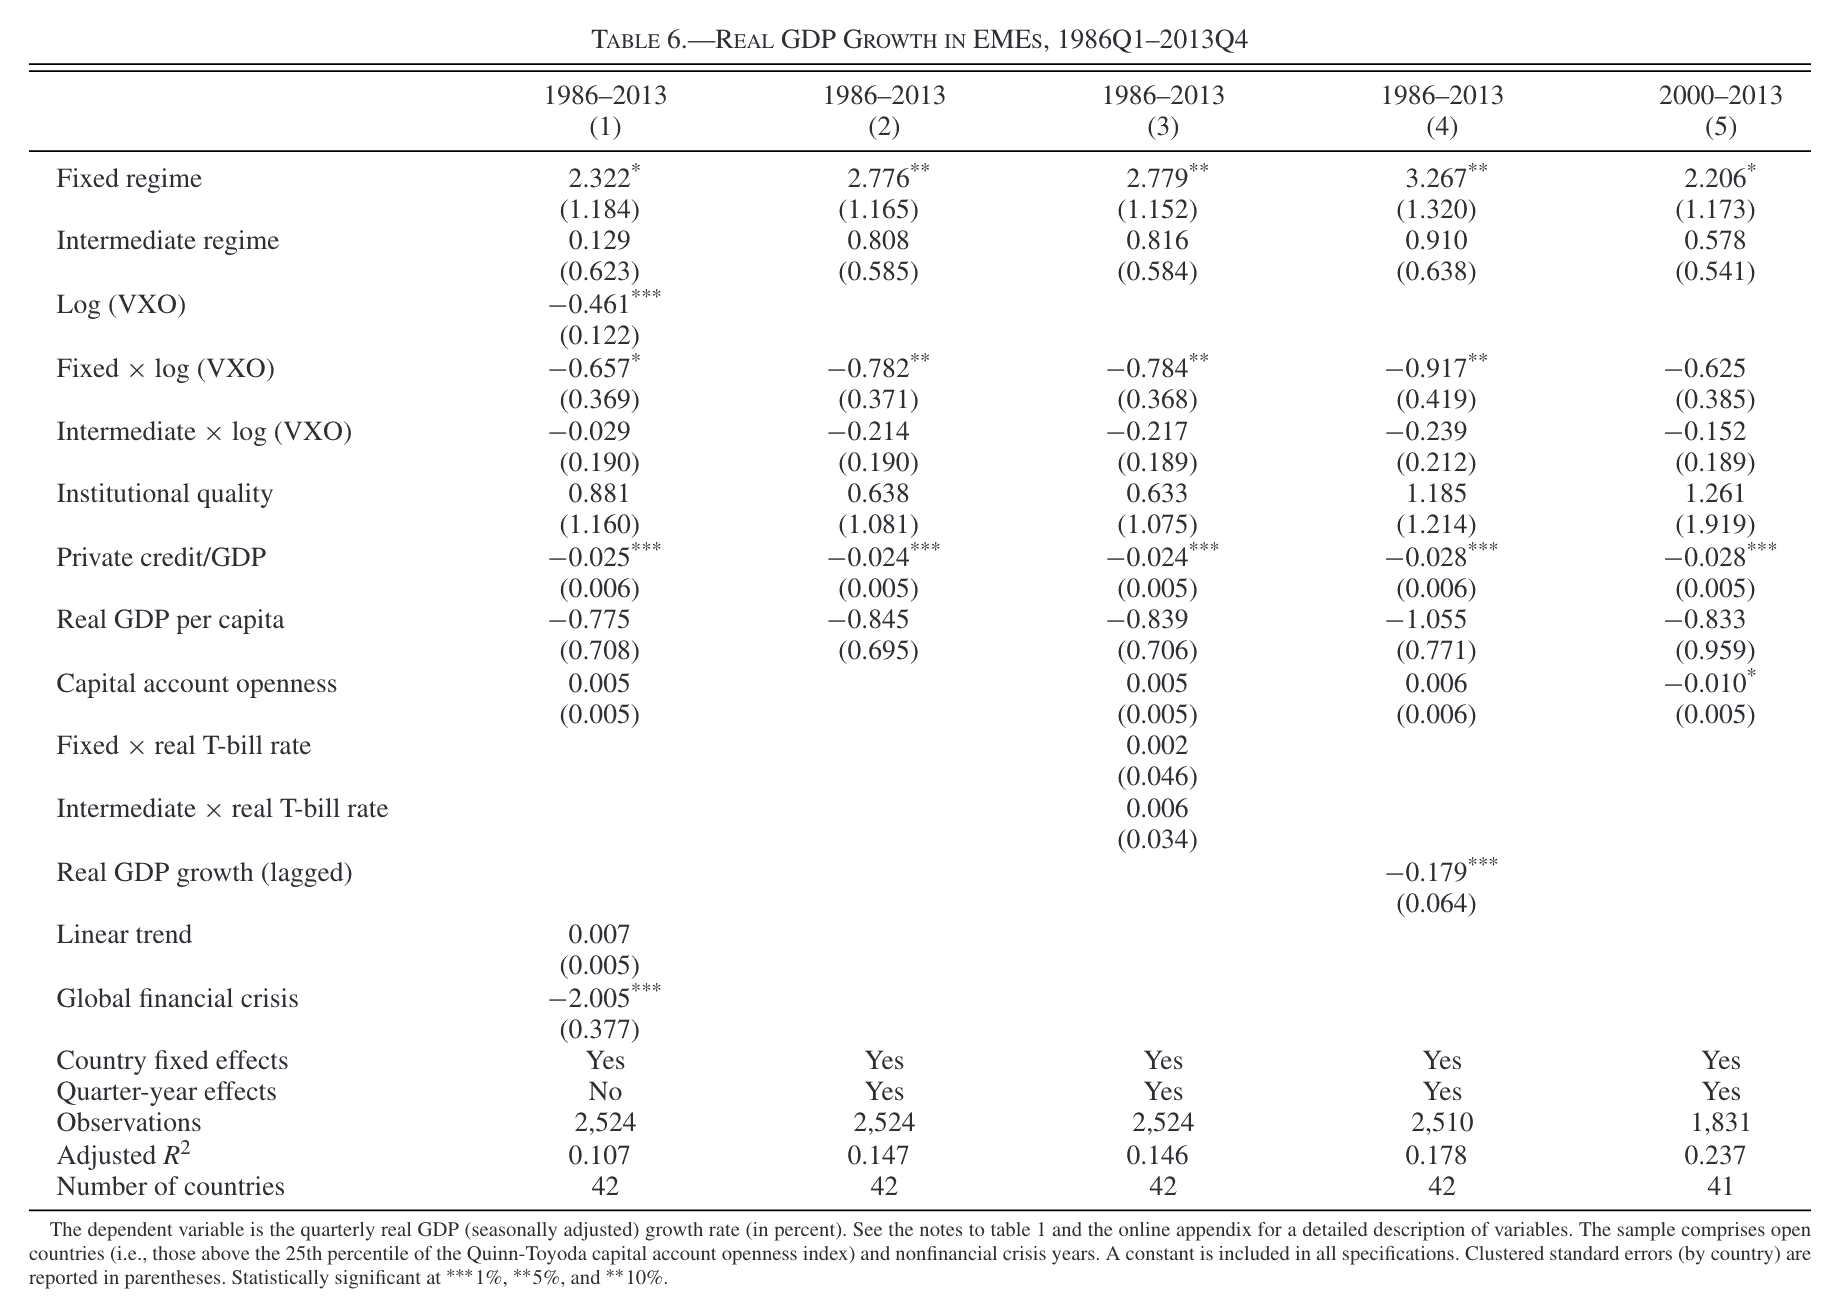 TABLE 6.—REAL GDP GROWTH IN EMES, 1986Q1–2013Q4
1986–2013 1986–2013 1986–2013 1986–2013 2000–2013
(1) (2) (3) (4) (5)
Fixed regime 2.322* 2.776** 2.779** 3.267** 2.206*
(1.184) (1.165) (1.152) (1.320) (1.173)
Intermediate regime 0.129 0.808 0.816 0.910 0.578
(0.623) (0.585) (0.584) (0.638) (0.541)
Log (VXO) −0.461***
(0.122)
Fixed × log (VXO) −0.657* −0.782** −0.784** −0.917** −0.625
(0.369) (0.371) (0.368) (0.419) (0.385)
Intermediate × log (VXO) −0.029 −0.214 −0.217 −0.239 −0.152
(0.190) (0.190) (0.189) (0.212) (0.189)
Institutional quality 0.881 0.638 0.633 1.185 1.261
(1.160) (1.081) (1.075) (1.214) (1.919)
Private credit/GDP −0.025*** −0.024*** −0.024*** −0.028*** −0.028***
(0.006) (0.005) (0.005) (0.006) (0.005)
Real GDP per capita −0.775 −0.845 −0.839 −1.055 −0.833
(0.708) (0.695) (0.706) (0.771) (0.959)
Capital account openness 0.005 0.005 0.006 −0.010*
(0.005) (0.005) (0.006) (0.005)
Fixed × real T-bill rate 0.002
(0.046)
Intermediate × real T-bill rate 0.006
(0.034)
Real GDP growth (lagged) −0.179***
(0.064)
Linear trend 0.007
(0.005)
Global financial crisis −2.005***
(0.377)
Country fixed effects Yes Yes Yes Yes Yes
Quarter-year effects No Yes Yes Yes Yes
Observations 2,524 2,524 2,524 2,510 1,831
Adjusted R² 0.107 0.147 0.146 0.178 0.237
Number of countries 42 42 42 42 41
The dependent variable is the quarterly real GDP (seasonally adjusted) growth rate (in percent). See the notes to table 1 and the online appendix for a detailed description of variables. The sample comprises open
countries (i.e., those above the 25th percentile of the Quinn-Toyoda capital account openness index) and nonfinancial crisis years. A constant is included in all specifications. Clustered standard errors (by country) are
reported in parentheses. Statistically significant at ***1%, **5%, and **10%.